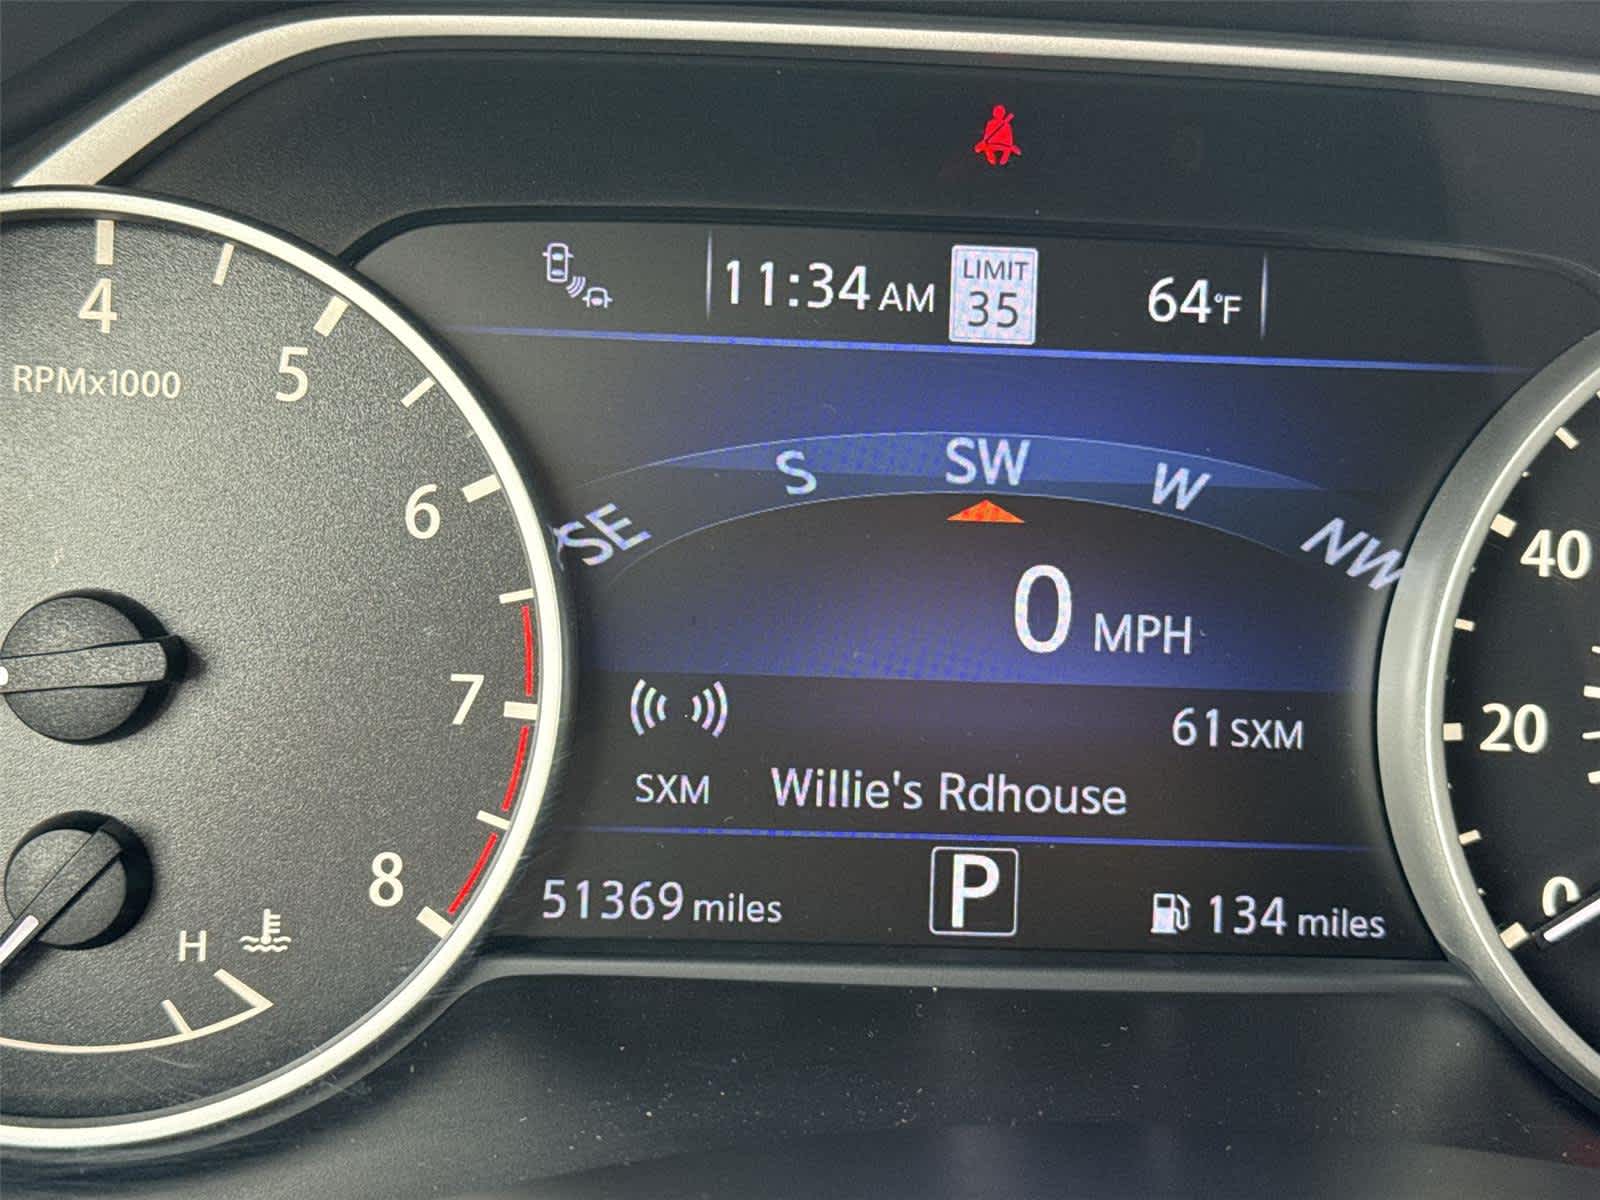 11:34 AM
LIMIT
35
64°F
4
5
6
7
8
RPMx1000
H
SE
S
SW
W
NW
0 MPH
61 SXM
SXM
Willie's Rdhouse
51369 miles
P
134 miles
40
20
0